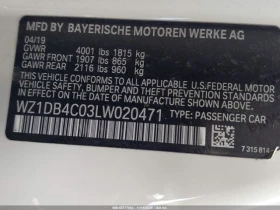 MFD BY BAYERISCHE MOTOREN WERKE AG
04/19
GVWR 4001 lbs 1815 kg
GAWR FRONT 1907 lbs 865 kg
GAWR REAR 2116 lbs 960 kg
THIS VEHICLE CONFORMS TO ALL APPLICABLE U.S. FEDERAL MOTOR
VEHICLE SAFETY, BUMPER, AND THEFT PREVENTION STANDARDS
IN EFFECT ON THE DATE OF MANUFACTURE SHOWN ABOVE.
WZ1DB4C03LW020471 TYPE: PASSENGER CAR
7 315 814